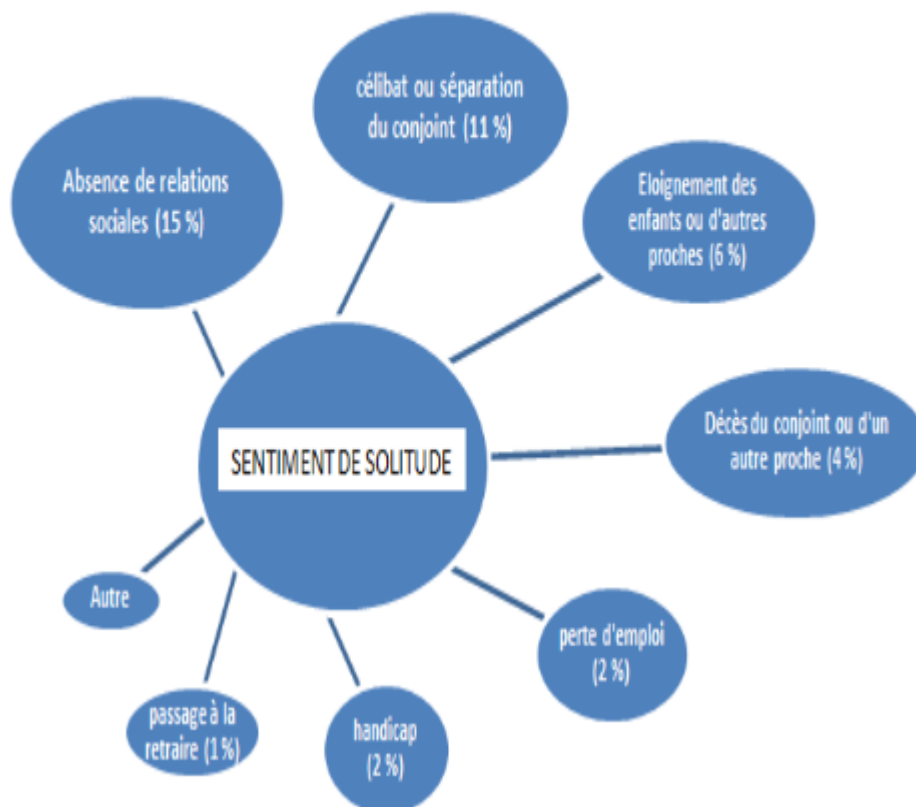 célibat ou séparation
du conjoint (11 %)
Absence de relations
sociales (15 %)
Eloignement des
enfants ou d'autres
proches (6 %)
Décès du conjoint ou d'un
autre proche (4 %)
SENTIMENT DE SOLITUDE
Autre
perte d'emploi
(2 %)
passage à la
retraire (1 %)
handicap
(2 %)